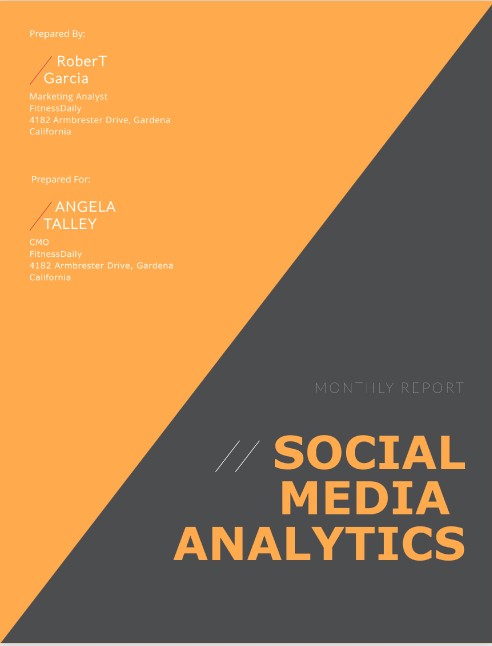 Prepared By:
RoberT
Garcia
Marketing Analyst
FitnessDaily
4182 Armbrester Drive, Gardena
California
Prepared For:
ANGELA
TALLEY
CMO
FitnessDaily
4182 Armbrester Drive, Gardena
California
MONTHLY REPORT
// SOCIAL
MEDIA
ANALYTICS